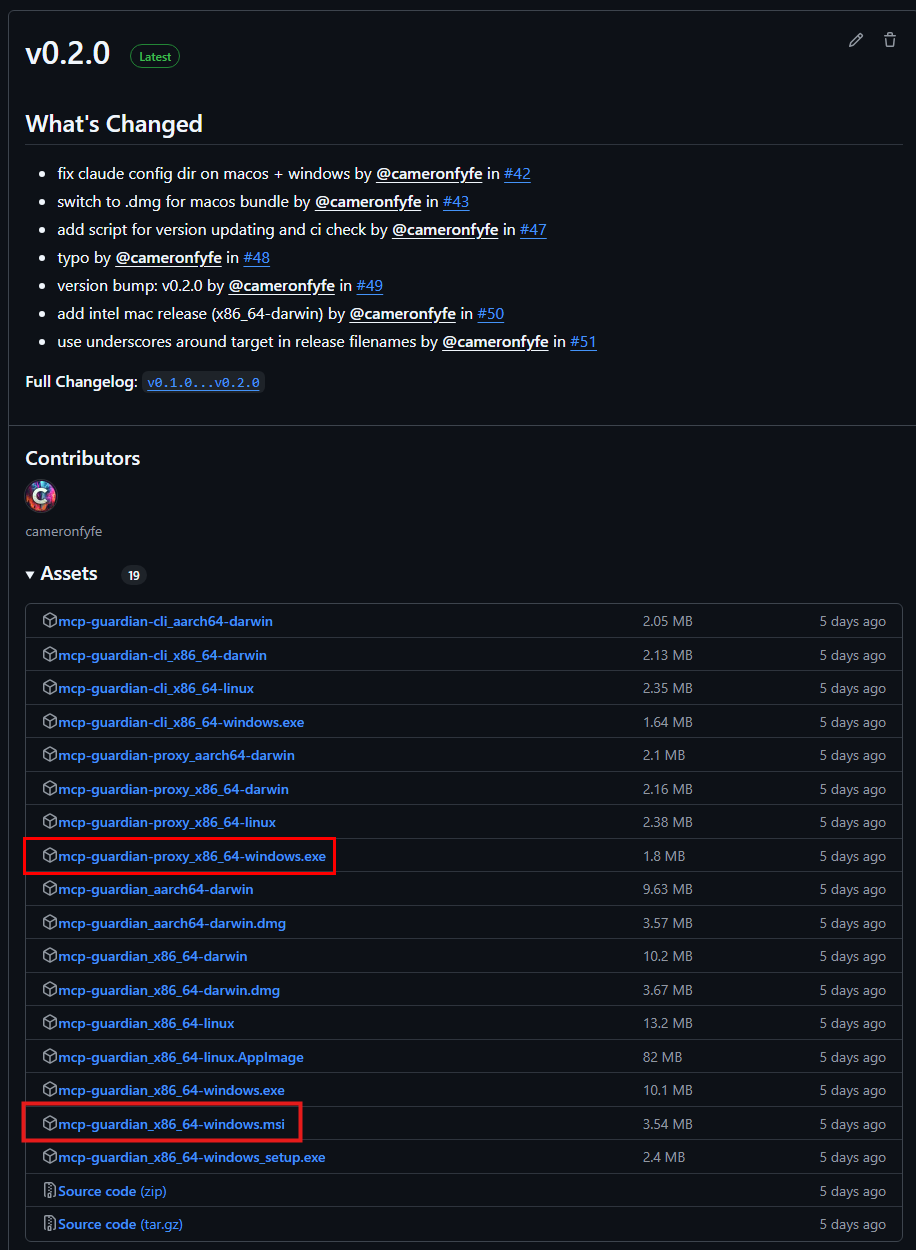 v0.2.0 Latest
What's Changed
fix claude config dir on macos + windows by @cameronfyfe in #42
switch to .dmg for macos bundle by @cameronfyfe in #43
add script for version updating and ci check by @cameronfyfe in #47
typo by @cameronfyfe in #48
version bump: v0.2.0 by @cameronfyfe in #49
add intel mac release (x86_64-darwin) by @cameronfyfe in #50
use underscores around target in release filenames by @cameronfyfe in #51
Full Changelog: v0.1.0...v0.2.0
Contributors
C
cameronfyfe
Assets 19
mcp-guardian-cli_aarch64-darwin 2.05 MB 5 days ago
mcp-guardian-cli_x86_64-darwin 2.13 MB 5 days ago
mcp-guardian-cli_x86_64-linux 2.35 MB 5 days ago
mcp-guardian-cli_x86_64-windows.exe 1.64 MB 5 days ago
mcp-guardian-proxy_aarch64-darwin 2.1 MB 5 days ago
mcp-guardian-proxy_x86_64-darwin 2.16 MB 5 days ago
mcp-guardian-proxy_x86_64-linux 2.38 MB 5 days ago
mcp-guardian-proxy_x86_64-windows.exe 1.8 MB 5 days ago
mcp-guardian_aarch64-darwin 9.63 MB 5 days ago
mcp-guardian_aarch64-darwin.dmg 3.57 MB 5 days ago
mcp-guardian_x86_64-darwin 10.2 MB 5 days ago
mcp-guardian_x86_64-darwin.dmg 3.67 MB 5 days ago
mcp-guardian_x86_64-linux 13.2 MB 5 days ago
mcp-guardian_x86_64-linux.AppImage 82 MB 5 days ago
mcp-guardian_x86_64-windows.exe 10.1 MB 5 days ago
mcp-guardian_x86_64-windows.msi 3.54 MB 5 days ago
mcp-guardian_x86_64-windows_setup.exe 2.4 MB 5 days ago
Source code (zip) 5 days ago
Source code (tar.gz) 5 days ago